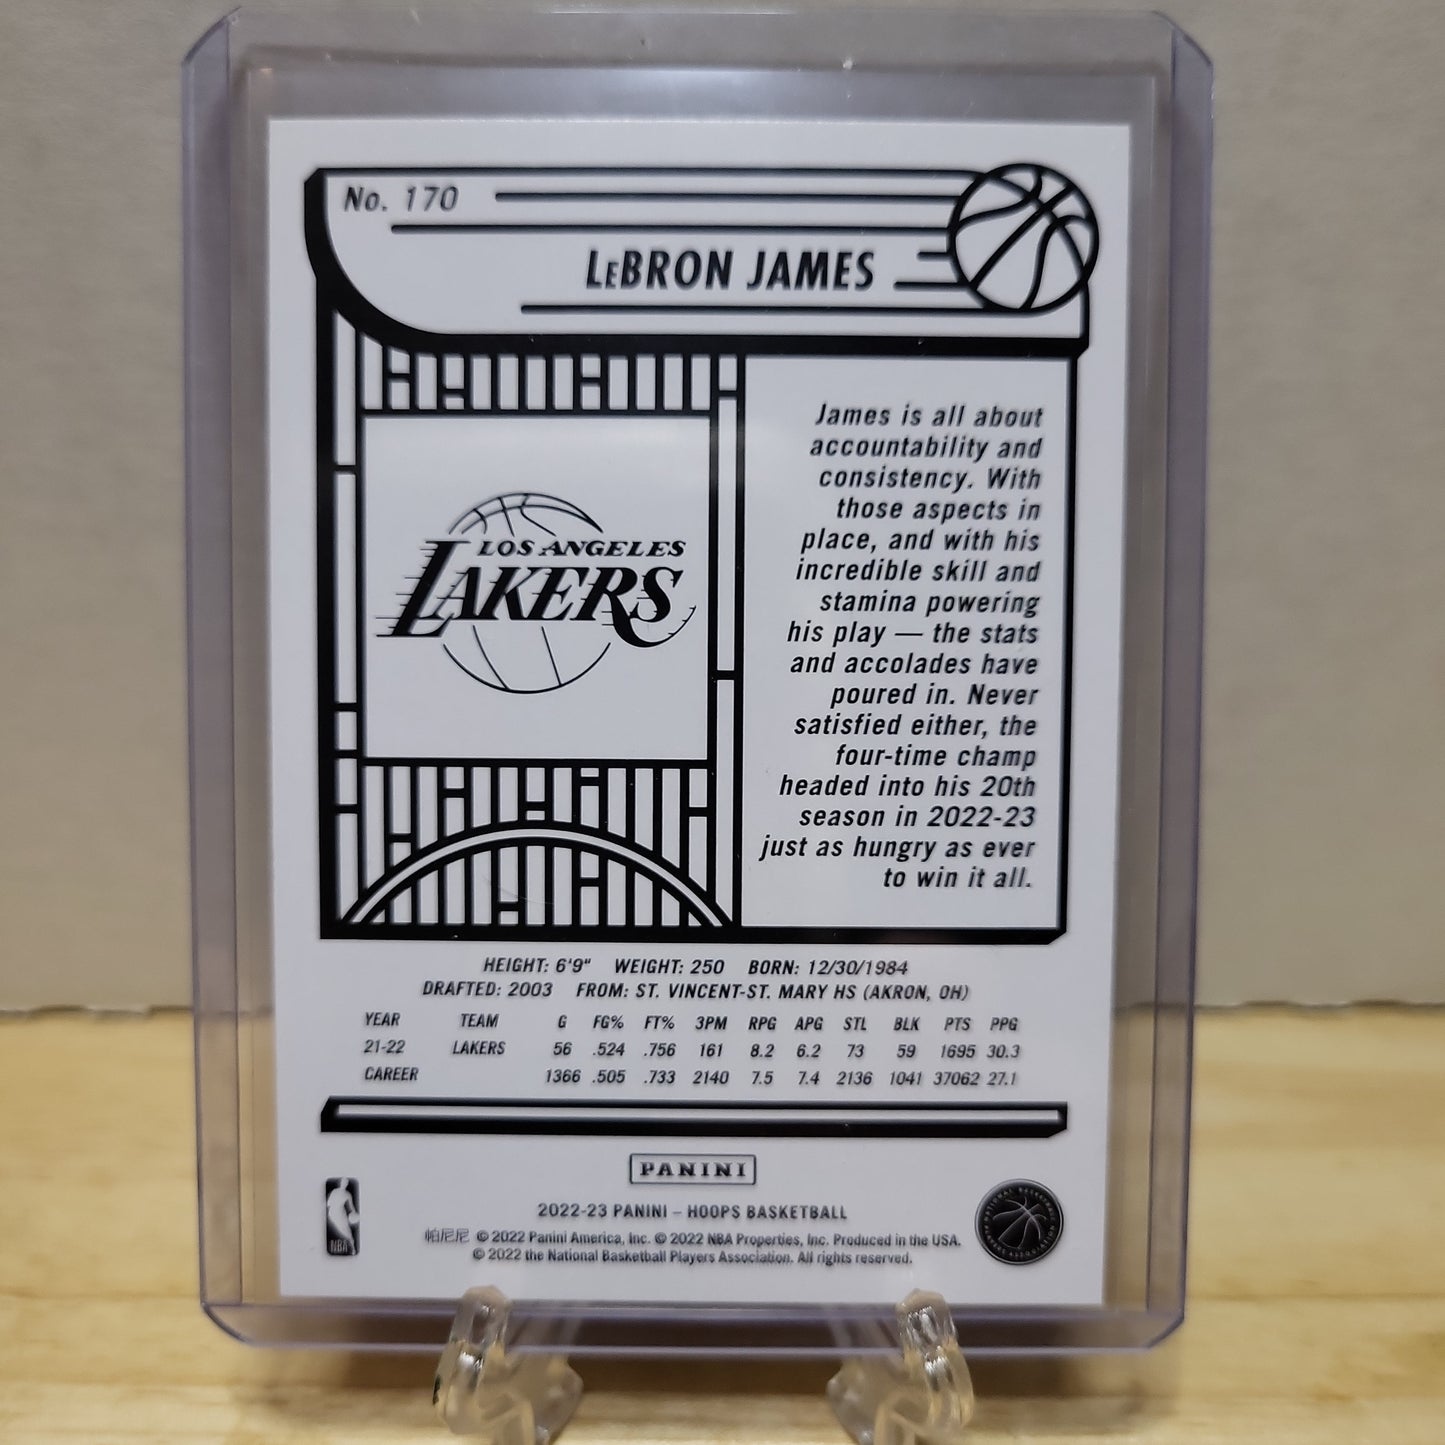 No. 170
LeBRON JAMES
LOS ANGELES
LAKERS
James is all about
accountability and
consistency. With
those aspects in
place, and with his
incredible skill and
stamina powering
his play — the stats
and accolades have
poured in. Never
satisfied either, the
four-time champ
headed into his 20th
season in 2022-23
just as hungry as ever
to win it all.
HEIGHT: 6'9" WEIGHT: 250 BORN: 12/30/1984
DRAFTED: 2003 FROM: ST. VINCENT-ST. MARY HS (AKRON, OH)
YEAR TEAM G FG% FT% 3PM RPG APG STL BLK PTS PPG
21-22 LAKERS 56 .524 .756 161 8.2 6.2 73 59 1695 30.3
CAREER 1366 .505 .733 2140 7.5 7.4 2136 1041 37062 27.1
PANINI
2022-23 PANINI – HOOPS BASKETBALL
帕尼尼 © 2022 Panini America, Inc. © 2022 NBA Properties, Inc. Produced in the USA.
© 2022 the National Basketball Players Association. All rights reserved.
NBA
NATIONAL BASKETBALL
PLAYERS ASSOCIATION